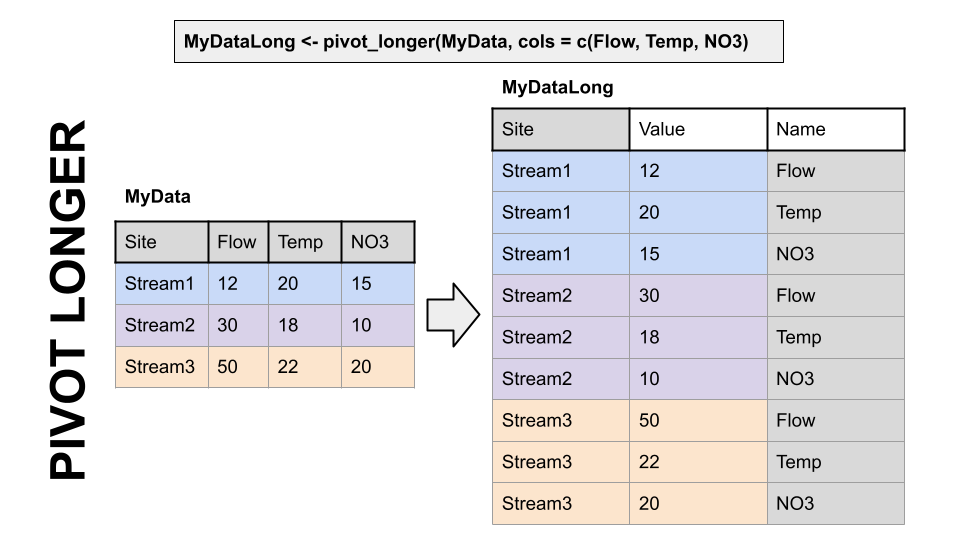 MyDataLong <- pivot_longer(MyData, cols = c(Flow, Temp, NO3)
PIVOT LONGER
MyData
Site Flow Temp NO3
Stream1 12 20 15
Stream2 30 18 10
Stream3 50 22 20
MyDataLong
Site Value Name
Stream1 12 Flow
Stream1 20 Temp
Stream1 15 NO3
Stream2 30 Flow
Stream2 18 Temp
Stream2 10 NO3
Stream3 50 Flow
Stream3 22 Temp
Stream3 20 NO3